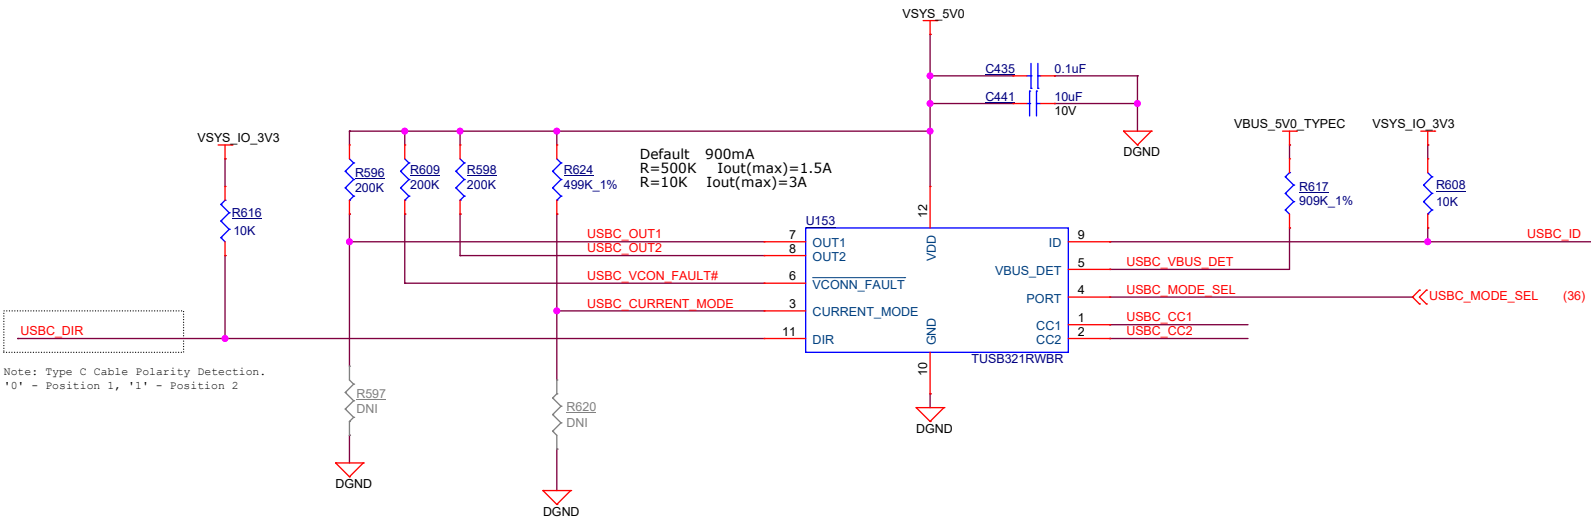 VSYS_5V0
C435 0.1uF
C441 10uF
10V
DGND
VSYS_IO_3V3
VBUS_5V0_TYPEC
VSYS_IO_3V3
R596
200K
R609
200K
R598
200K
R624
499K_1%
Default 900mA
R=500K Iout(max)=1.5A
R=10K Iout(max)=3A
R616
10K
R617
909K_1%
R608
10K
U153
12
VDD
USBC_OUT1 7 OUT1
USBC_OUT2 8 OUT2
USBC_VCON_FAULT# 6 VCONN_FAULT
USBC_CURRENT_MODE 3 CURRENT_MODE
USBC_DIR 11 DIR
ID 9 USBC_ID
VBUS_DET 5 USBC_VBUS_DET
PORT 4 USBC_MODE_SEL USBC_MODE_SEL (36)
CC1 1 USBC_CC1
CC2 2 USBC_CC2
GND
10
TUSB321RWBR
DGND
Note: Type C Cable Polarity Detection.
'0' - Position 1, '1' - Position 2
R597
DNI
DGND
R620
DNI
DGND